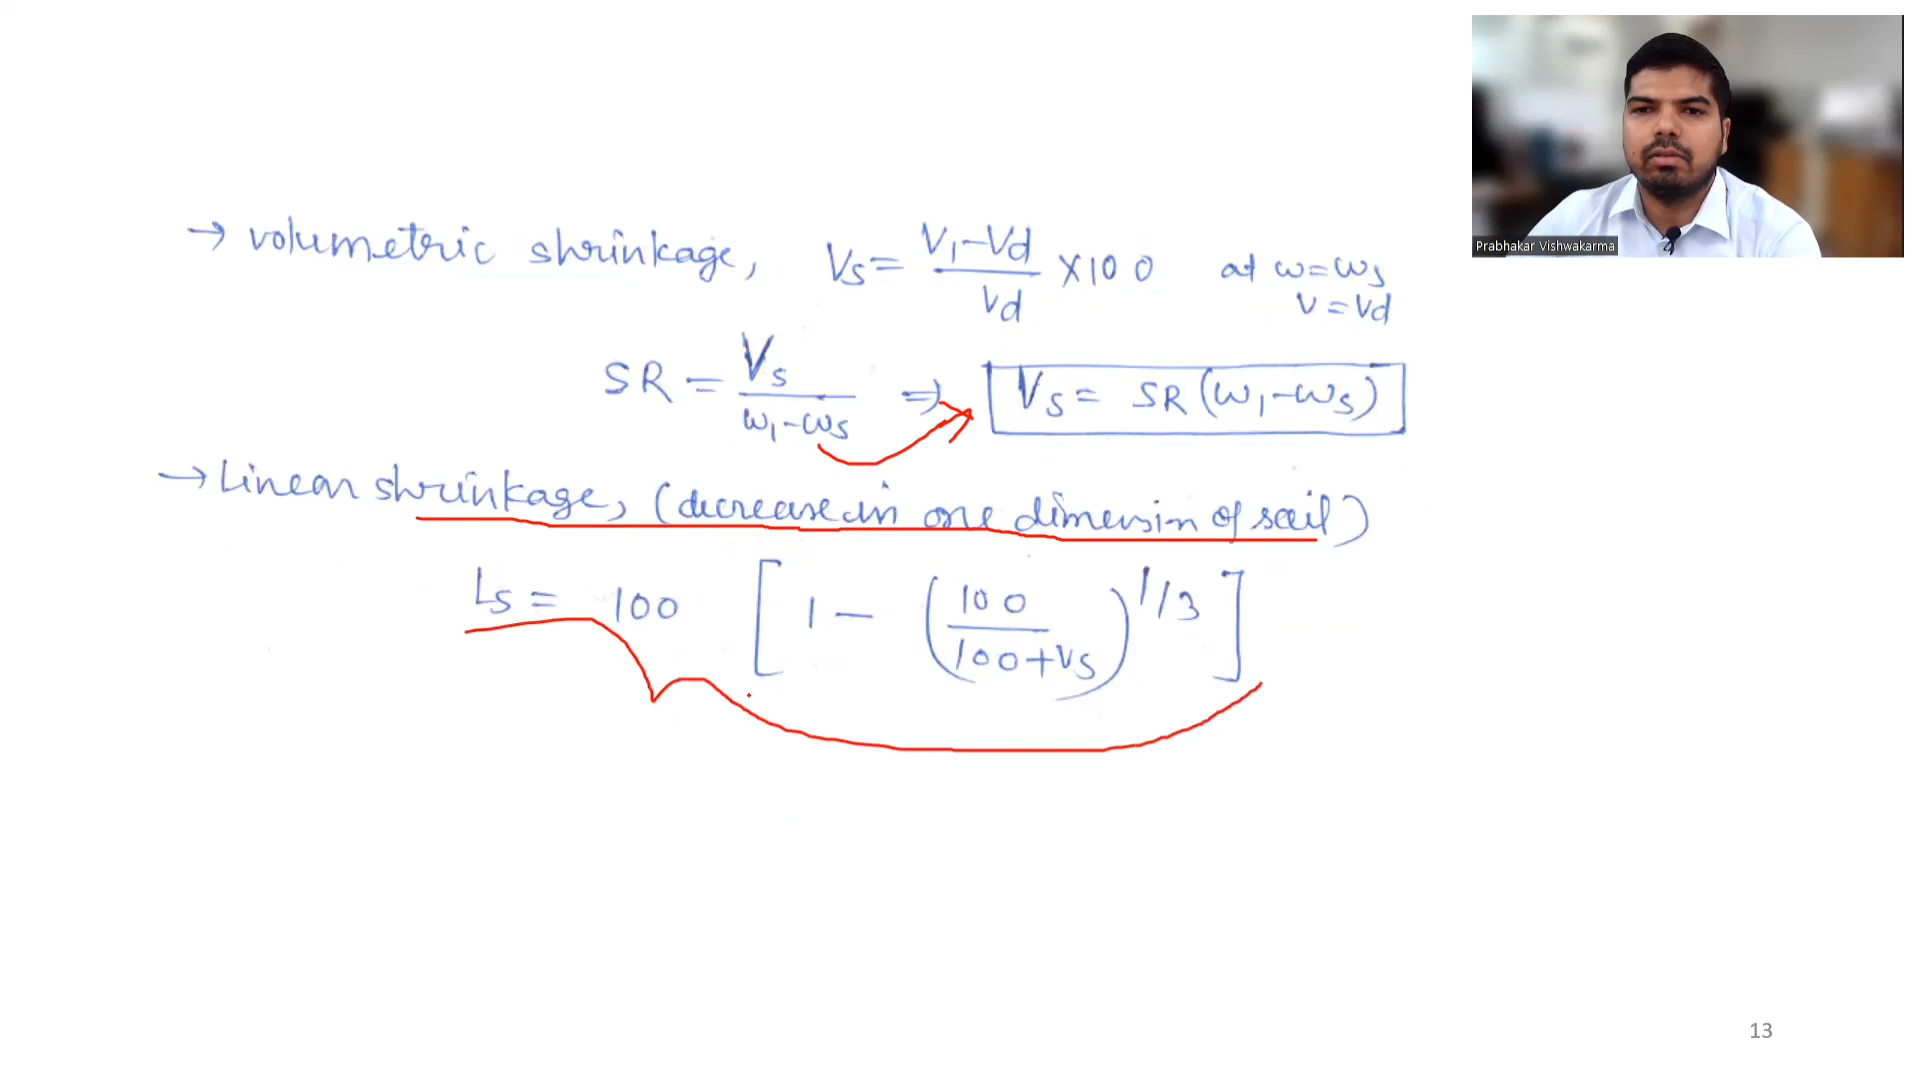 Prabhakar Vishwakarma
→ volumetric shrinkage, Vs = (V1-Vd)/Vd ×100 at w=ws
V=Vd
SR = Vs/(w1-ws) ⇒ Vs = SR(w1-ws)
→ Linear shrinkage, (decrease in one dimension of soil)
Ls = 100 [1 - (100/(100+Vs))^1/3]
13